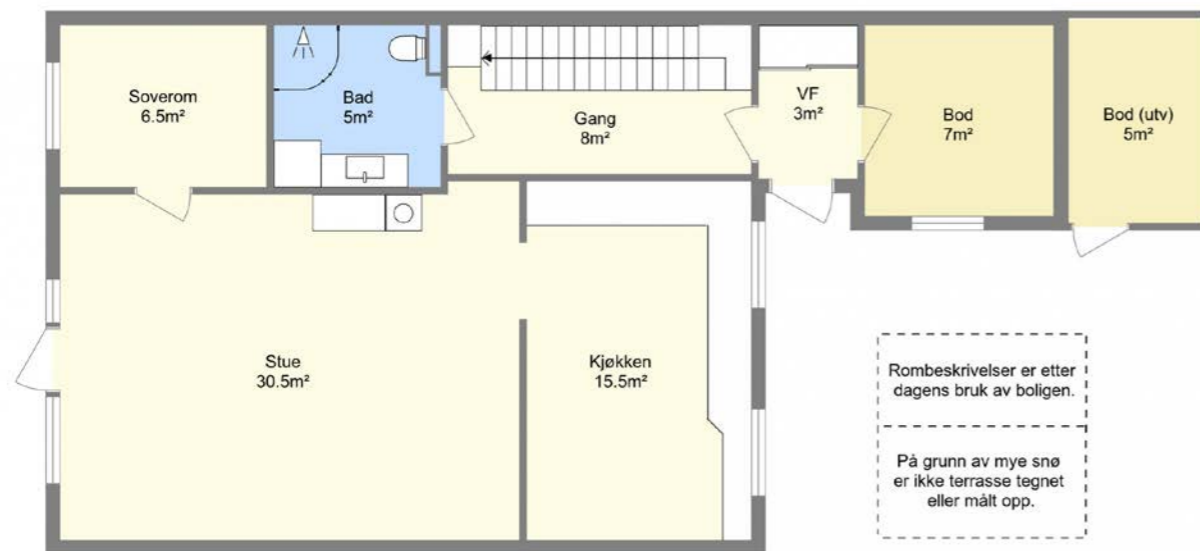 Soverom
6.5m²
Bad
5m²
Gang
8m²
VF
3m²
Bod
7m²
Bod (utv)
5m²
Stue
30.5m²
Kjøkken
15.5m²
Rombeskrivelser er etter
dagens bruk av boligen.
På grunn av mye snø
er ikke terrasse tegnet
eller målt opp.